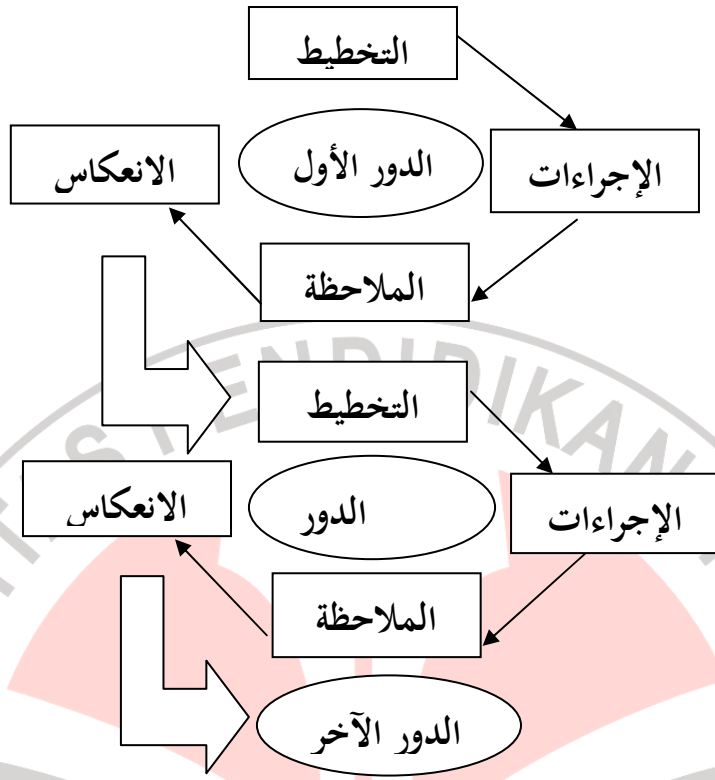 التخطيط
الإجراءات
الدور الأول
الانعكاس
الملاحظة
التخطيط
الإجراءات
الدور
الانعكاس
الملاحظة
الدور الآخر